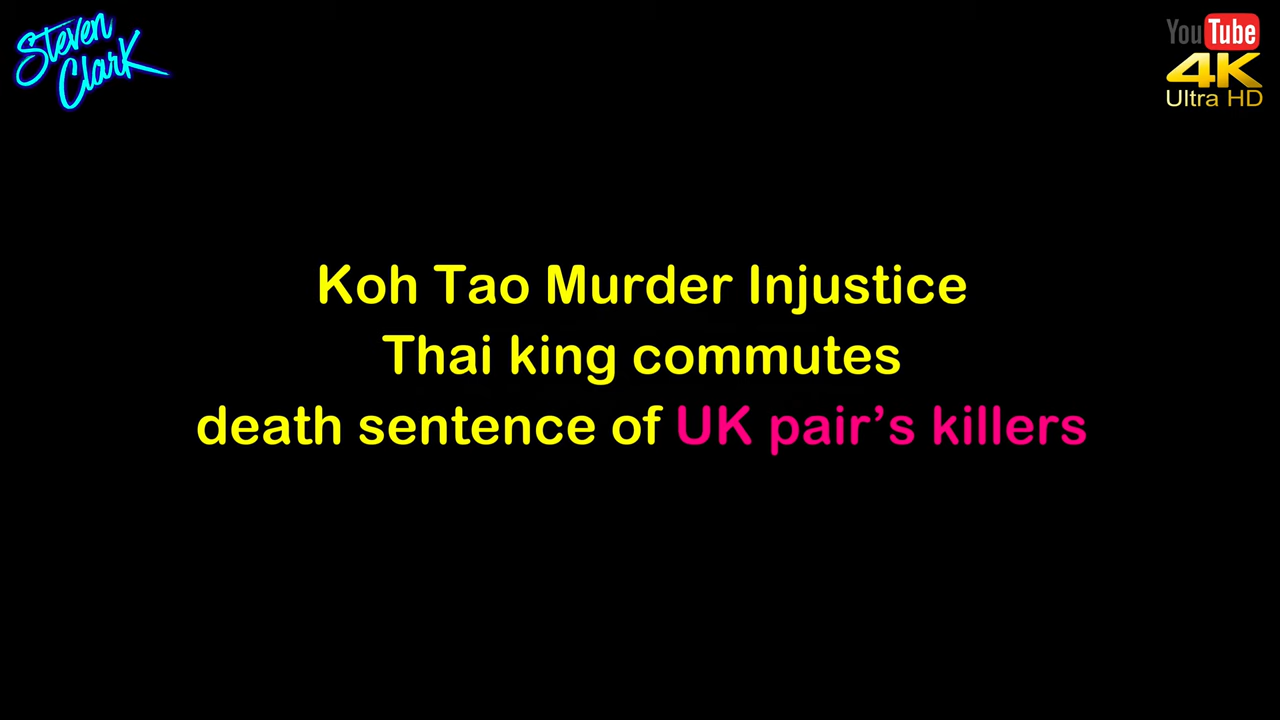 Steven
Clark
YouTube
4K
Ultra HD
Koh Tao Murder Injustice
Thai king commutes
death sentence of UK pair’s killers